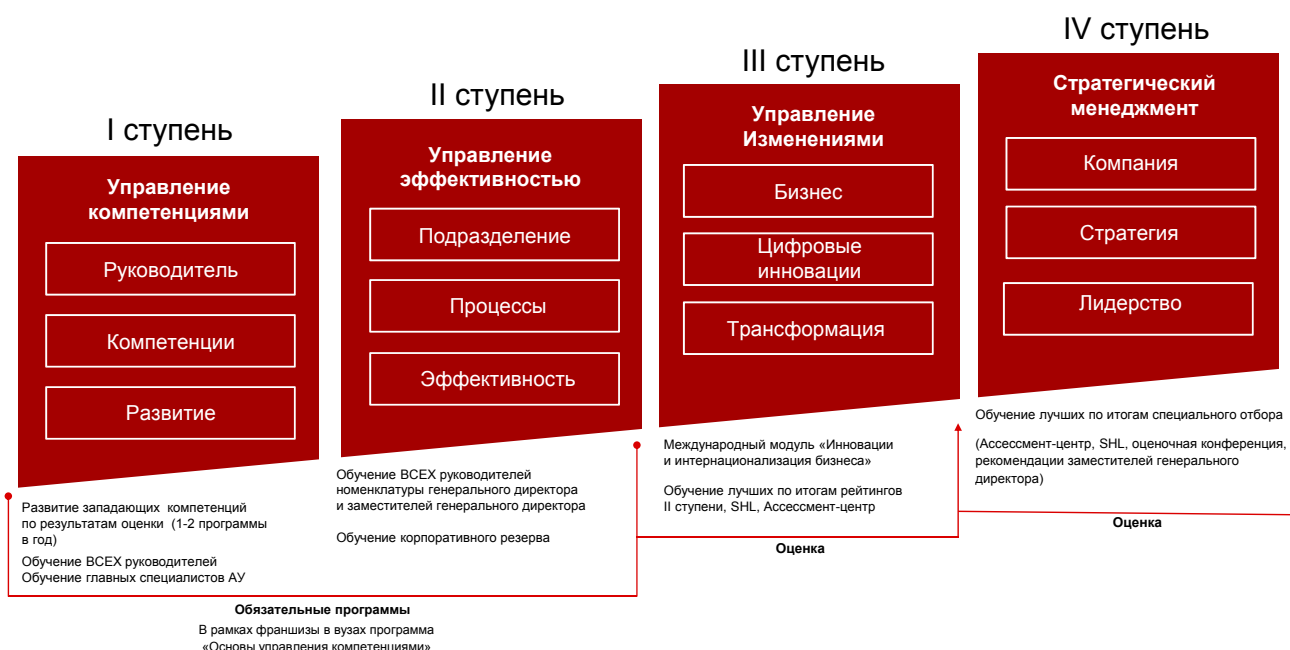 I ступень
Управление
компетенциями
Руководитель
Компетенции
Развитие
Развитие западающих компетенций
по результатам оценки (1-2 программы
в год)
Обучение ВСЕХ руководителей
Обучение главных специалистов АУ
II ступень
Управление
эффективностью
Подразделение
Процессы
Эффективность
Обучение ВСЕХ руководителей
номенклатуры генерального директора
и заместителей генерального директора
Обучение корпоративного резерва
Обязательные программы
В рамках франшизы в вузах программа
«Основы управления компетенциями»
III ступень
Управление
Изменениями
Бизнес
Цифровые
инновации
Трансформация
Международный модуль «Инновации
и интернационализация бизнеса»
Обучение лучших по итогам рейтингов
II ступени, SHL, Ассессмент-центр
Оценка
IV ступень
Стратегический
менеджмент
Компания
Стратегия
Лидерство
Обучение лучших по итогам специального отбора
(Ассессмент-центр, SHL, оценочная конференция,
рекомендации заместителей генерального
директора)
Оценка